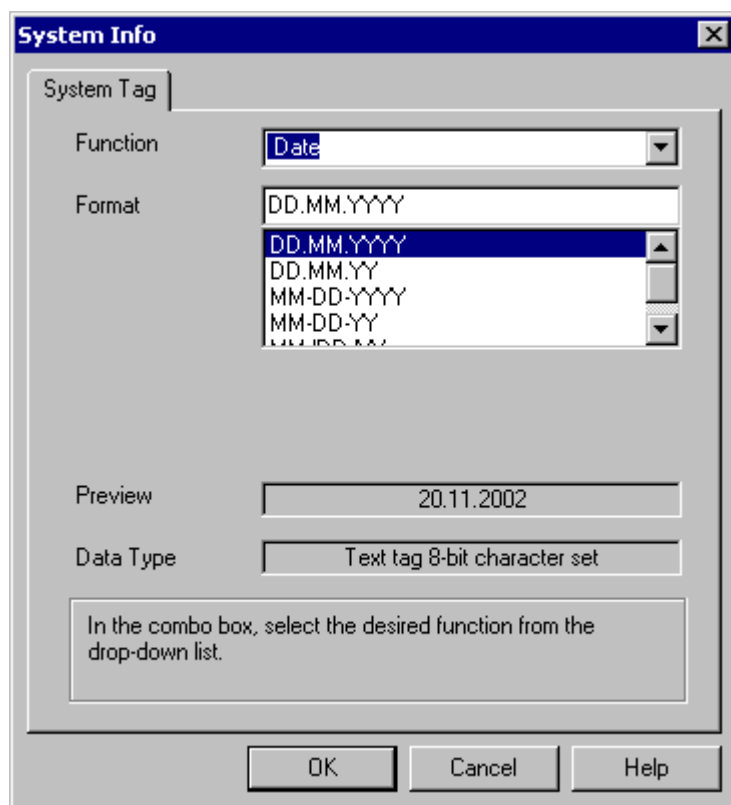 System Info
System Tag
Function
Date
Format
DD.MM.YYYY
DD.MM.YYYY
DD.MM.YY
MM-DD-YYYY
MM-DD-YY
Preview
20.11.2002
Data Type
Text tag 8-bit character set
In the combo box, select the desired function from the
drop-down list.
OK
Cancel
Help